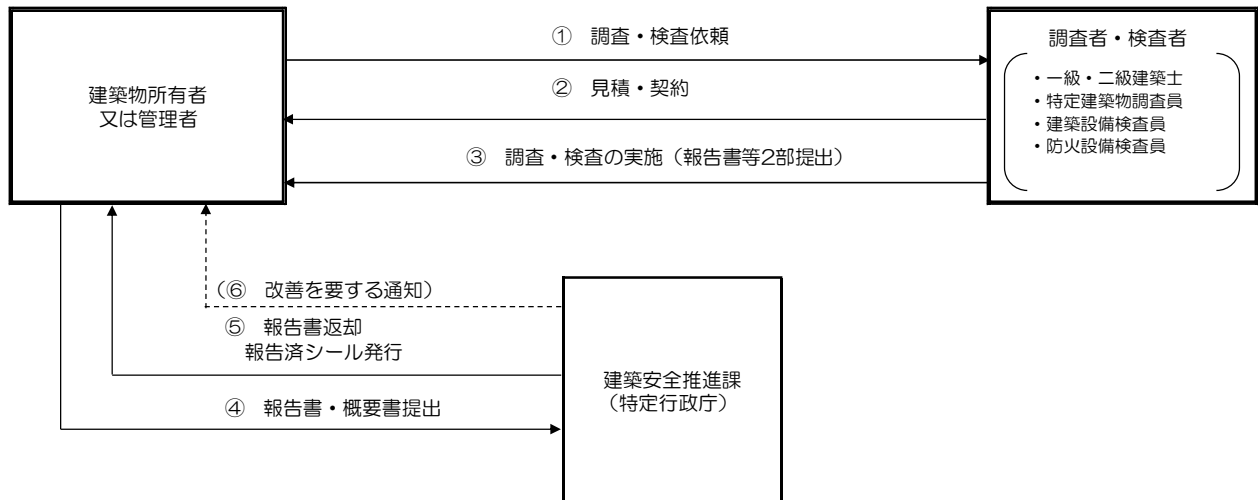 ① 調査・検査依頼
調査者・検査者
・一級・二級建築士
・特定建築物調査員
・建築設備検査員
・防火設備検査員
建築物所有者
又は管理者
② 見積・契約
③ 調査・検査の実施（報告書等2部提出）
（⑥ 改善を要する通知）
⑤ 報告書返却
報告済シール発行
④ 報告書・概要書提出
建築安全推進課
（特定行政庁）